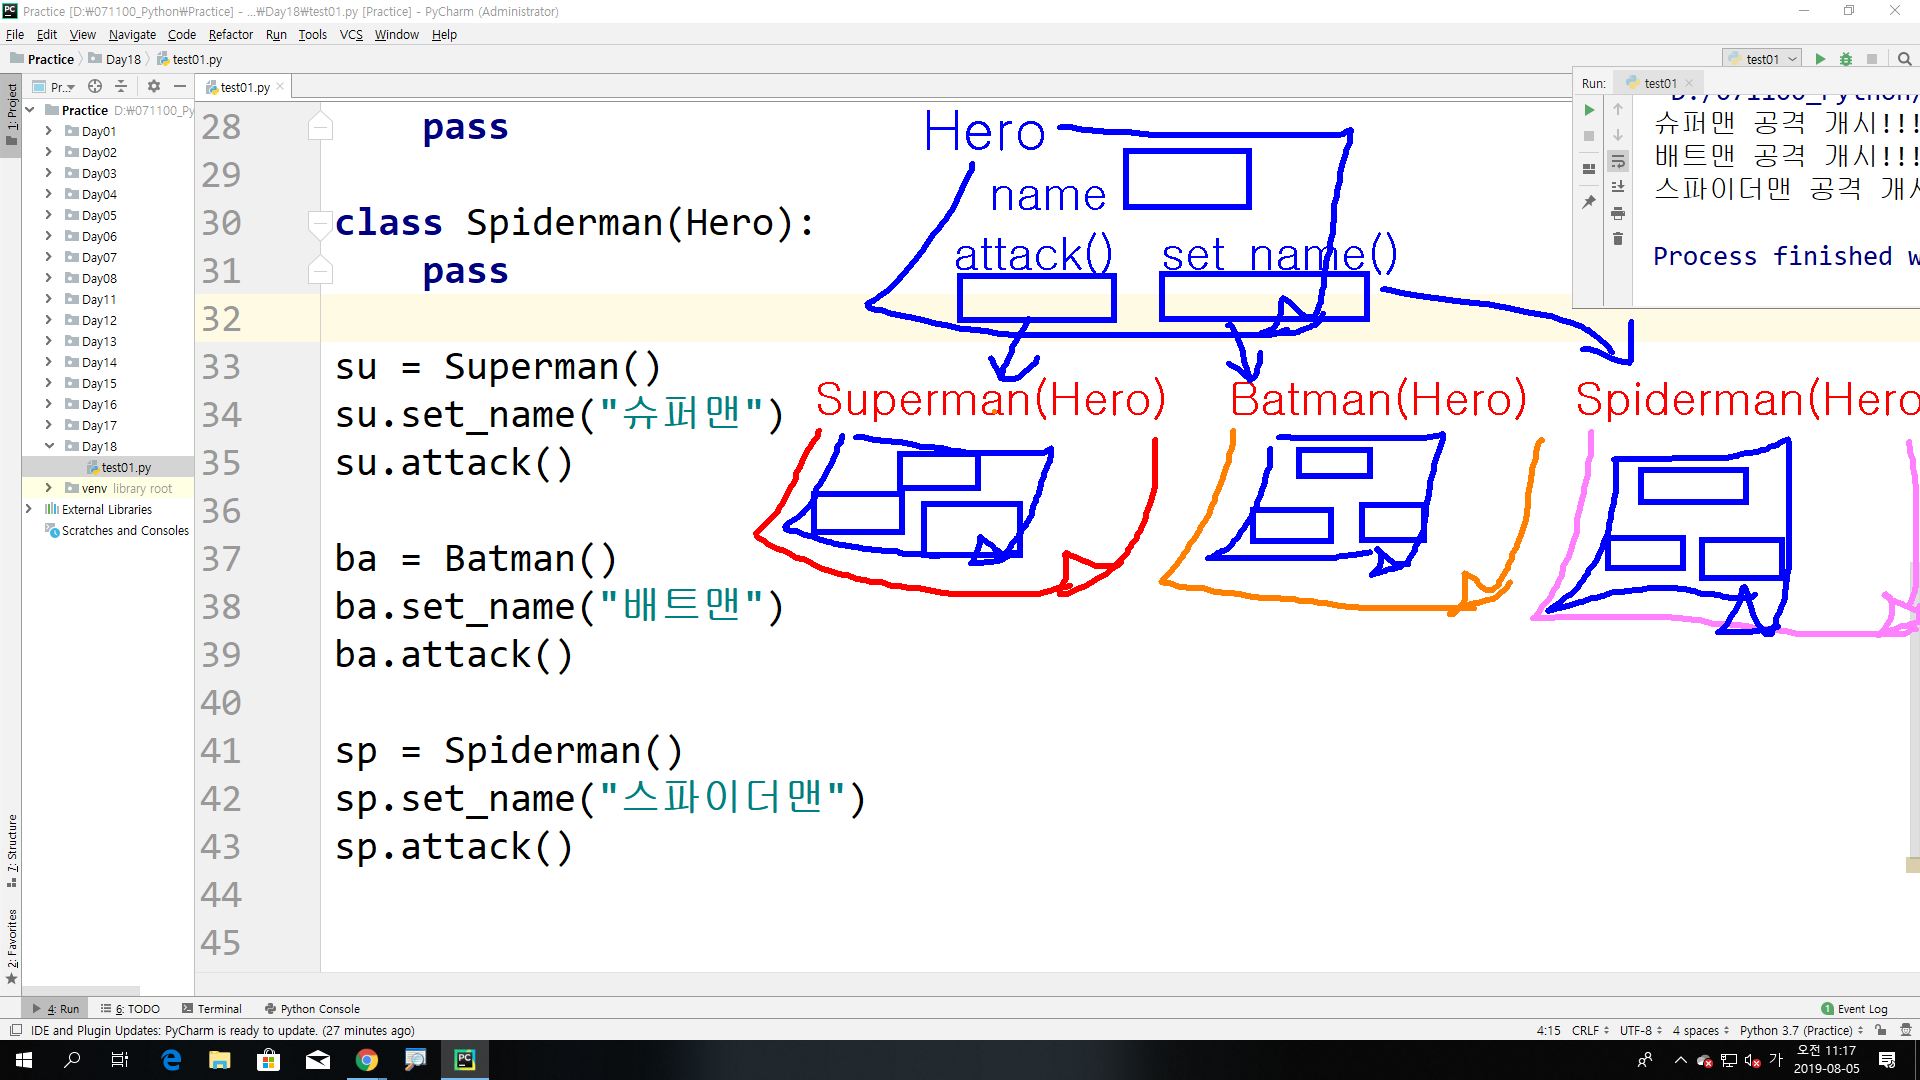 Practice [D:₩071100_Python₩Practice] - ...₩Day18₩test01.py [Practice] - PyCharm (Administrator)
File Edit View Navigate Code Refactor Run Tools VCS Window Help
Practice Day18 test01.py
test01
1: Project
Pr...
test01.py
Practice D:₩071100_Py
Day01
Day02
Day03
Day04
Day05
Day06
Day07
Day08
Day11
Day12
Day13
Day14
Day15
Day16
Day17
Day18
test01.py
venv library root
External Libraries
Scratches and Consoles
7: Structure
2: Favorites
28 pass
29
30 class Spiderman(Hero):
31 pass
32
33 su = Superman()
34 su.set_name("슈퍼맨")
35 su.attack()
36
37 ba = Batman()
38 ba.set_name("배트맨")
39 ba.attack()
40
41 sp = Spiderman()
42 sp.set_name("스파이더맨")
43 sp.attack()
44
45
Hero
name
attack() set name()
Superman(Hero) Batman(Hero) Spiderman(Hero
Run: test01
D:/071100_Python/
슈퍼맨 공격 개시!!!
배트맨 공격 개시!!!
스파이더맨 공격 개시
Process finished w
4: Run 6: TODO Terminal Python Console
1 Event Log
IDE and Plugin Updates: PyCharm is ready to update. (27 minutes ago)
4:15 CRLF UTF-8 4 spaces Python 3.7 (Practice)
가
오전 11:17
2019-08-05